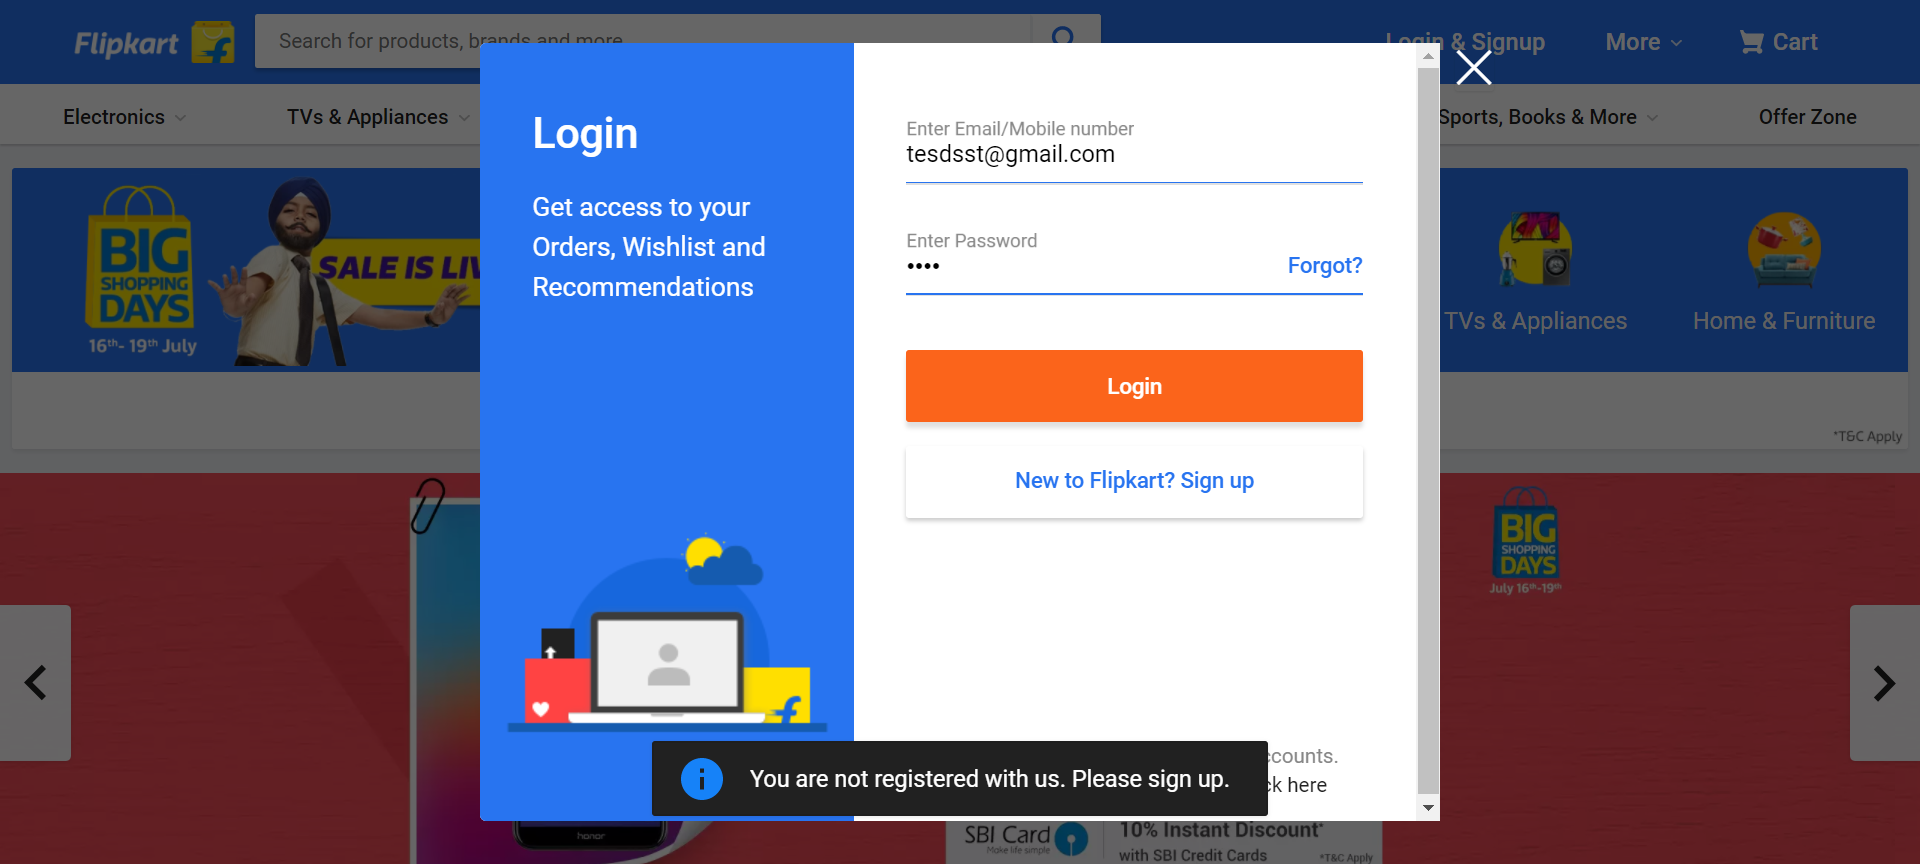 Flipkart
Search for products, brands and more
Login & Signup
More
Cart
Electronics
TVs & Appliances
Sports, Books & More
Offer Zone
BIG
SHOPPING
DAYS
16th- 19th July
SALE IS LIV
TVs & Appliances
Home & Furniture
*T&C Apply
Login
Get access to your
Orders, Wishlist and
Recommendations
Enter Email/Mobile number
tesdsst@gmail.com
Enter Password
••••
Forgot?
Login
New to Flipkart? Sign up
BIG
SHOPPING
DAYS
July 16th-19th
ccounts.
ck here
You are not registered with us. Please sign up.
honor
SBI Card
Make life simple
10% Instant Discount*
with SBI Credit Cards
*T&C Apply